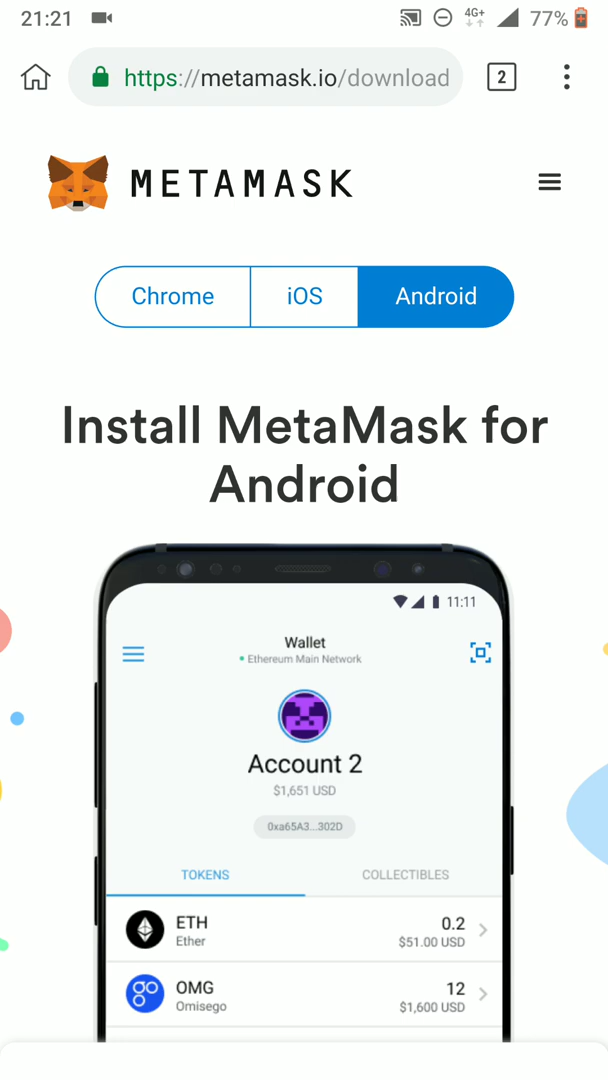 21:21
4G+
77%
https://metamask.io/download
2
METAMASK
Chrome
iOS
Android
Install MetaMask for
Android
11:11
Wallet
Ethereum Main Network
Account 2
$1,651 USD
0xa65A3...302D
TOKENS
COLLECTIBLES
ETH
0.2
Ether
$51.00 USD
OMG
12
Omisego
$1,600 USD